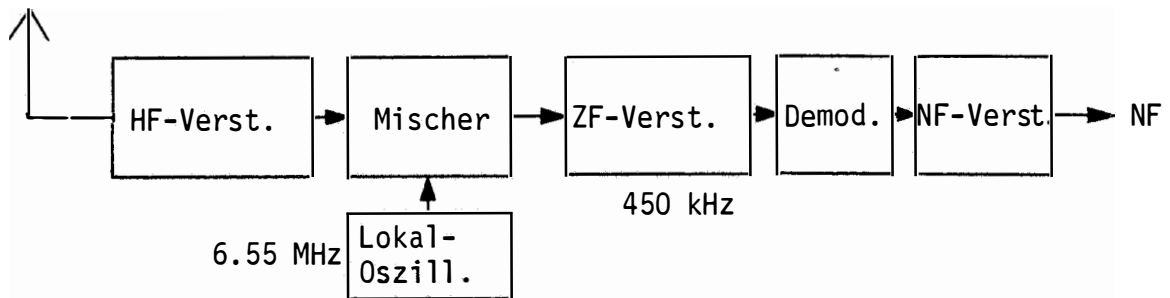 HF-Verst.
Mischer
ZF-Verst.
Demod.
NF-Verst.
NF
450 kHz
6.55 MHz
Lokal-
Oszill.